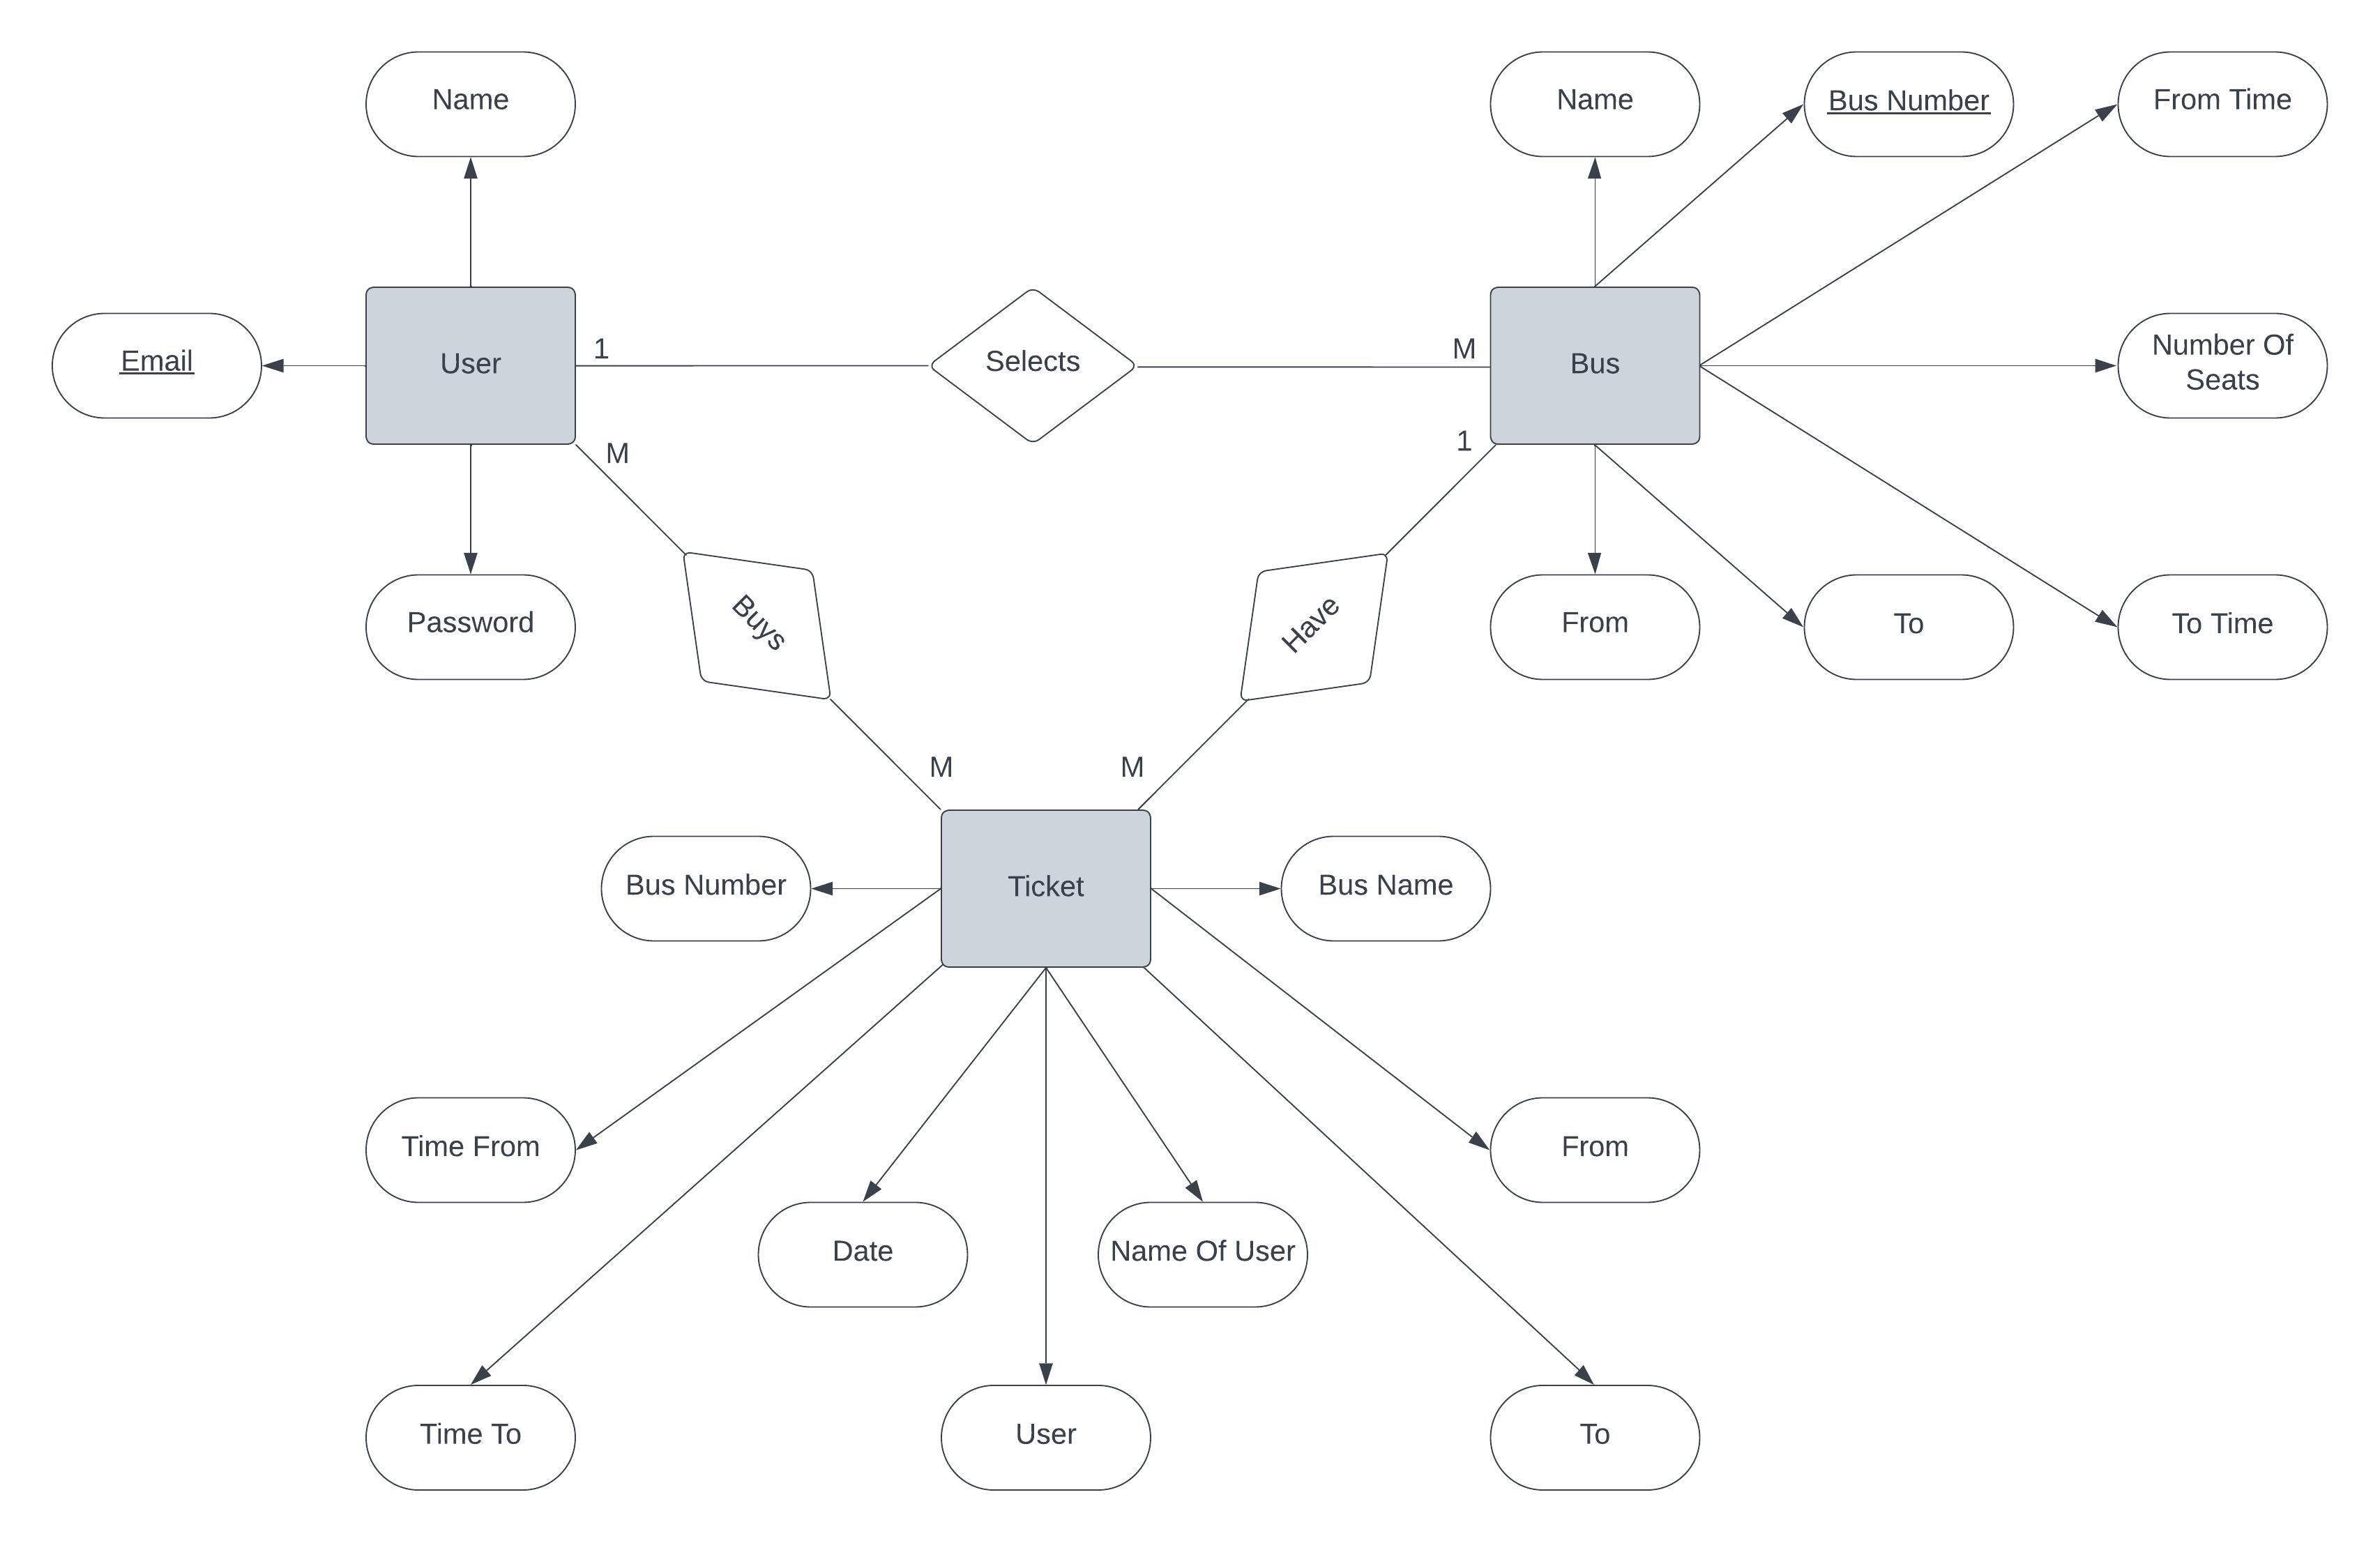 Name
Name
Bus Number
From Time
Email
User
1
Selects
M
Bus
Number Of
Seats
M
1
Password
Buys
Have
From
To
To Time
M
M
Bus Number
Ticket
Bus Name
Time From
From
Date
Name Of User
Time To
User
To